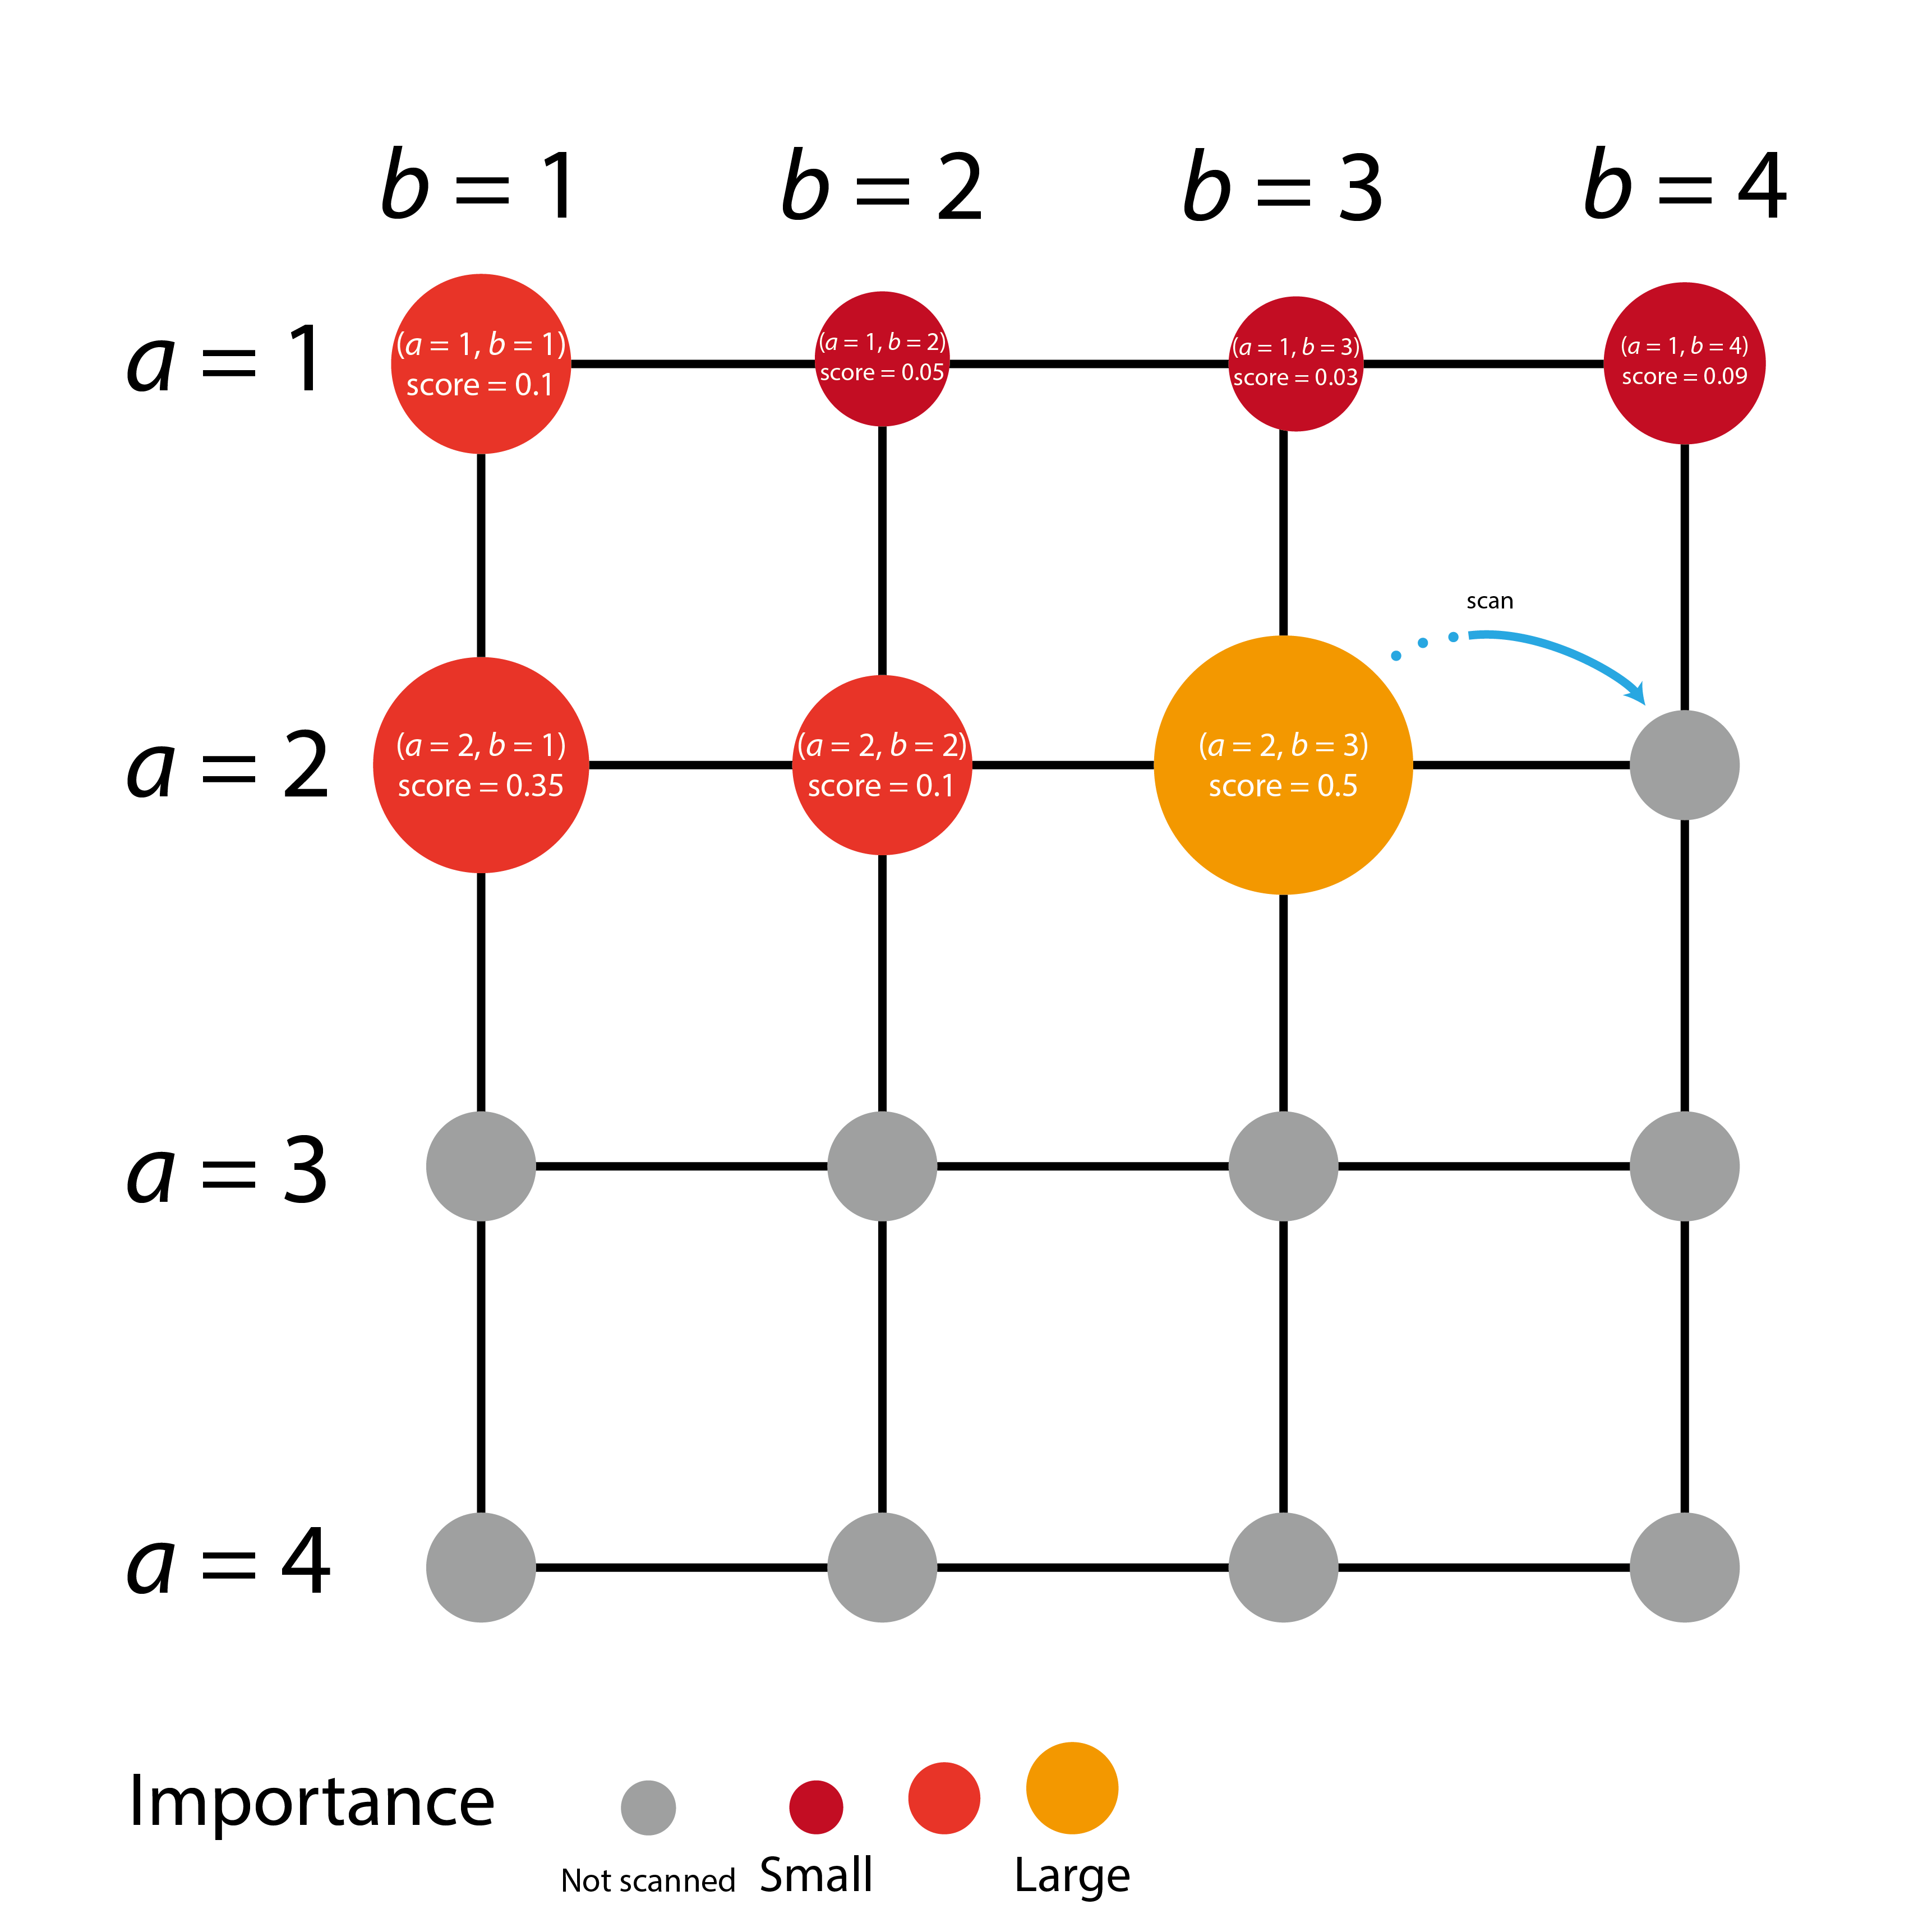 b = 1 b = 2 b = 3 b = 4
a = 1
(a = 1, b = 1)
score = 0.1
(a = 1, b = 2)
score = 0.05
(a = 1, b = 3)
score = 0.03
(a = 1, b = 4)
score = 0.09
scan
a = 2
(a = 2, b = 1)
score = 0.35
(a = 2, b = 2)
score = 0.1
(a = 2, b = 3)
score = 0.5
a = 3
a = 4
Importance
Not scanned
Small
Large